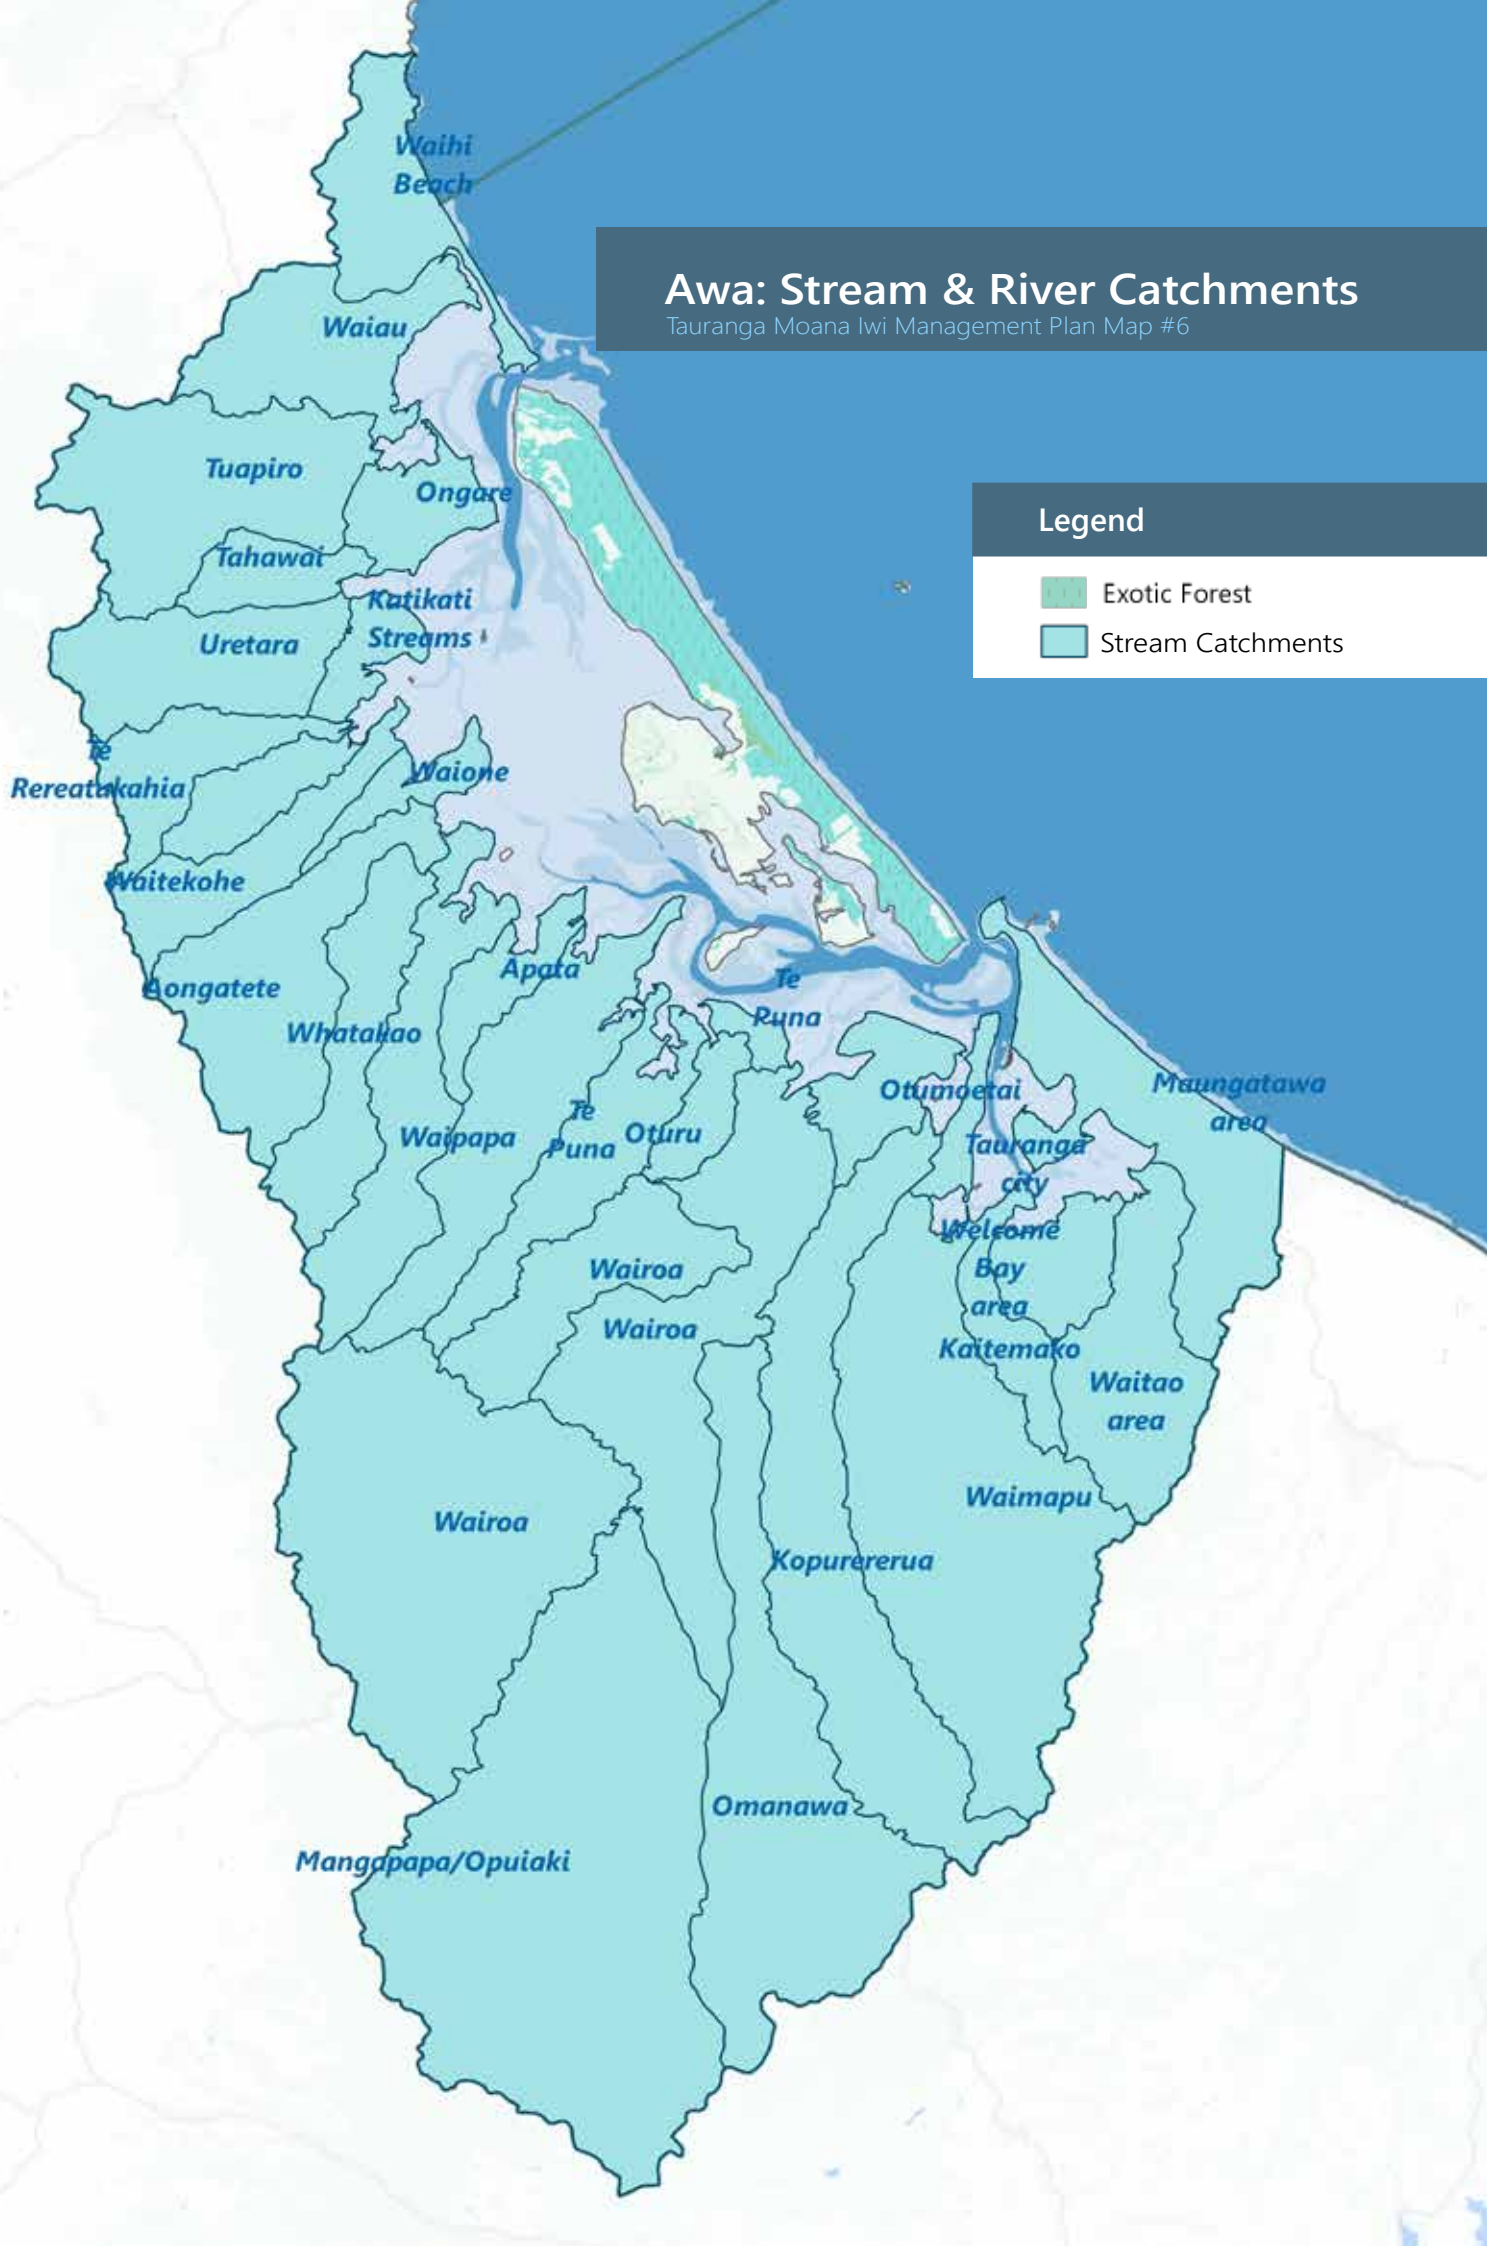 Waihi
Beach
Awa: Stream & River Catchments
Tauranga Moana Iwi Management Plan Map #6
Waiau
Tuapiro
Ongare
Legend
Tahawai
Exotic Forest
Katikati
Streams
Uretara
Stream Catchments
Te
Rereatukahia
Waione
Waitekohe
Apata
Aongatete
Te
Puna
Whatakao
Otumoetai
Maungatawa
area
Waipapa
Te
Puna
Oturu
Tauranga
city
Welcome
Bay
area
Wairoa
Wairoa
Kaitemako
Waitao
area
Waimapu
Wairoa
Kopurererua
Omanawa
Mangapapa/Opuiaki